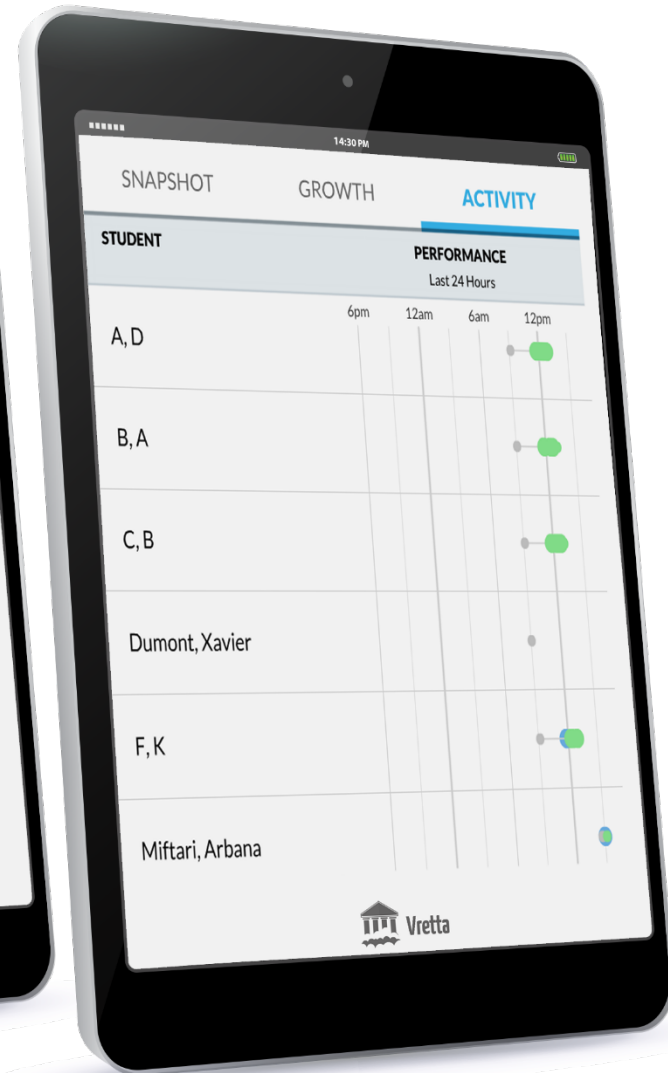 14:30 PM
SNAPSHOT GROWTH ACTIVITY
STUDENT PERFORMANCE
Last 24 Hours
6pm 12am 6am 12pm
A, D
B, A
C, B
Dumont, Xavier
F, K
Miftari, Arbana
Vretta